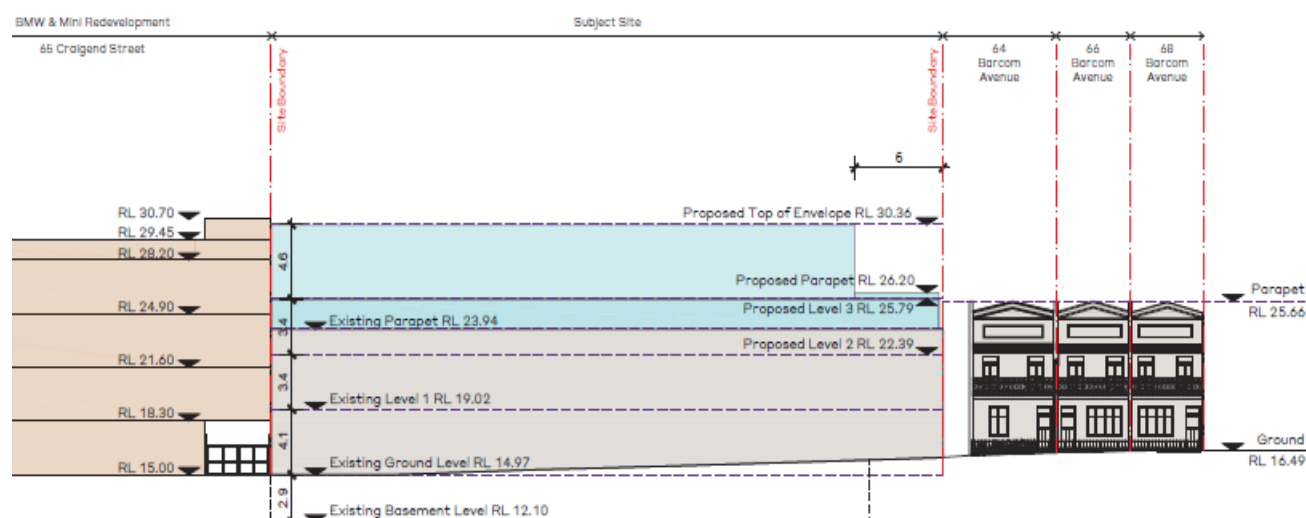 BMW & Mini Redevelopment
Subject Site
65 Craigend Street
64
Barcom
Avenue
66
Barcom
Avenue
68
Barcom
Avenue
Site Boundary
Site Boundary
6
RL 30.70
Proposed Top of Envelope RL 30.36
RL 29.45
RL 28.20
4.6
Proposed Parapet RL 26.20
Parapet
RL 24.90
Proposed Level 3 RL 25.79
RL 25.66
Existing Parapet RL 23.94
3.4
Proposed Level 2 RL 22.39
RL 21.60
3.4
Existing Level 1 RL 19.02
RL 18.30
4.1
Ground
RL 15.00
Existing Ground Level RL 14.97
RL 16.49
2.9
Existing Basement Level RL 12.10